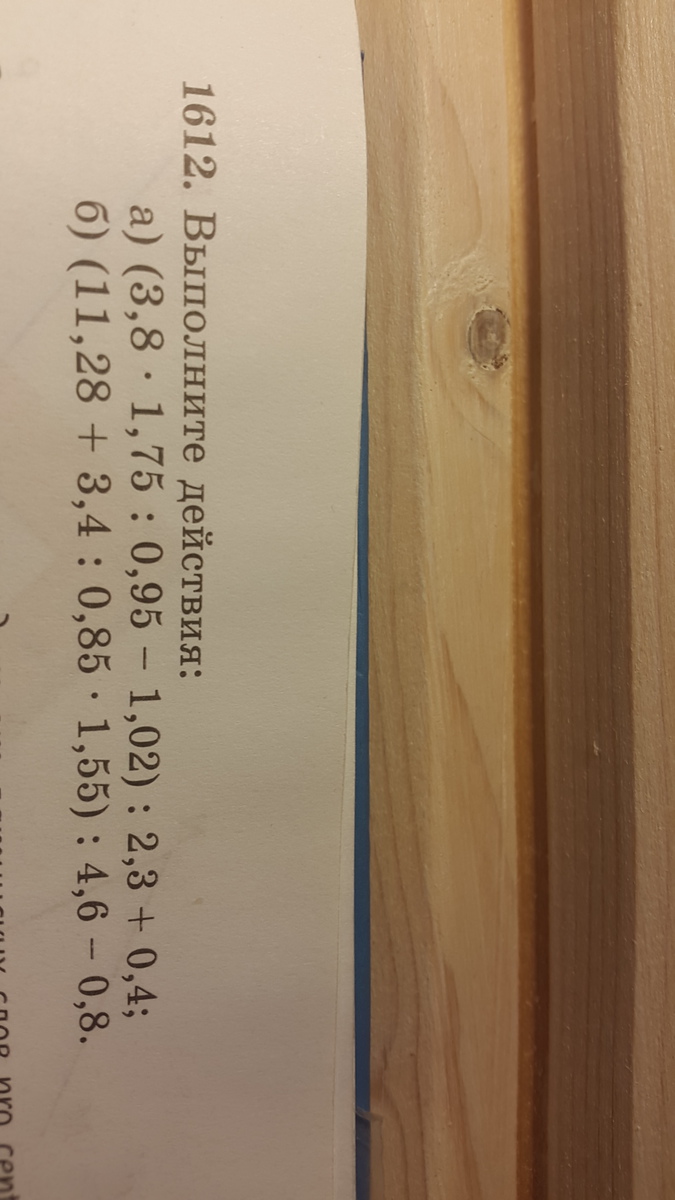 1612. Выполните действия:
а) (3,8 · 1,75 : 0,95 – 1,02) : 2,3 + 0,4;
б) (11,28 + 3,4 : 0,85 · 1,55) : 4,6 – 0,8.